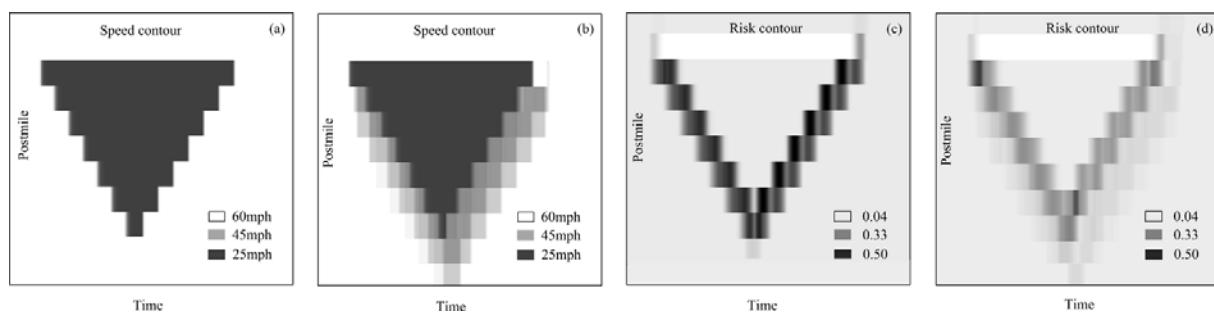 Speed contour
(a)
Postmile
60mph
45mph
25mph
Time
Speed contour
(b)
Postmile
60mph
45mph
25mph
Time
Risk contour
(c)
Postmile
0.04
0.33
0.50
Time
Risk contour
(d)
Postmile
0.04
0.33
0.50
Time